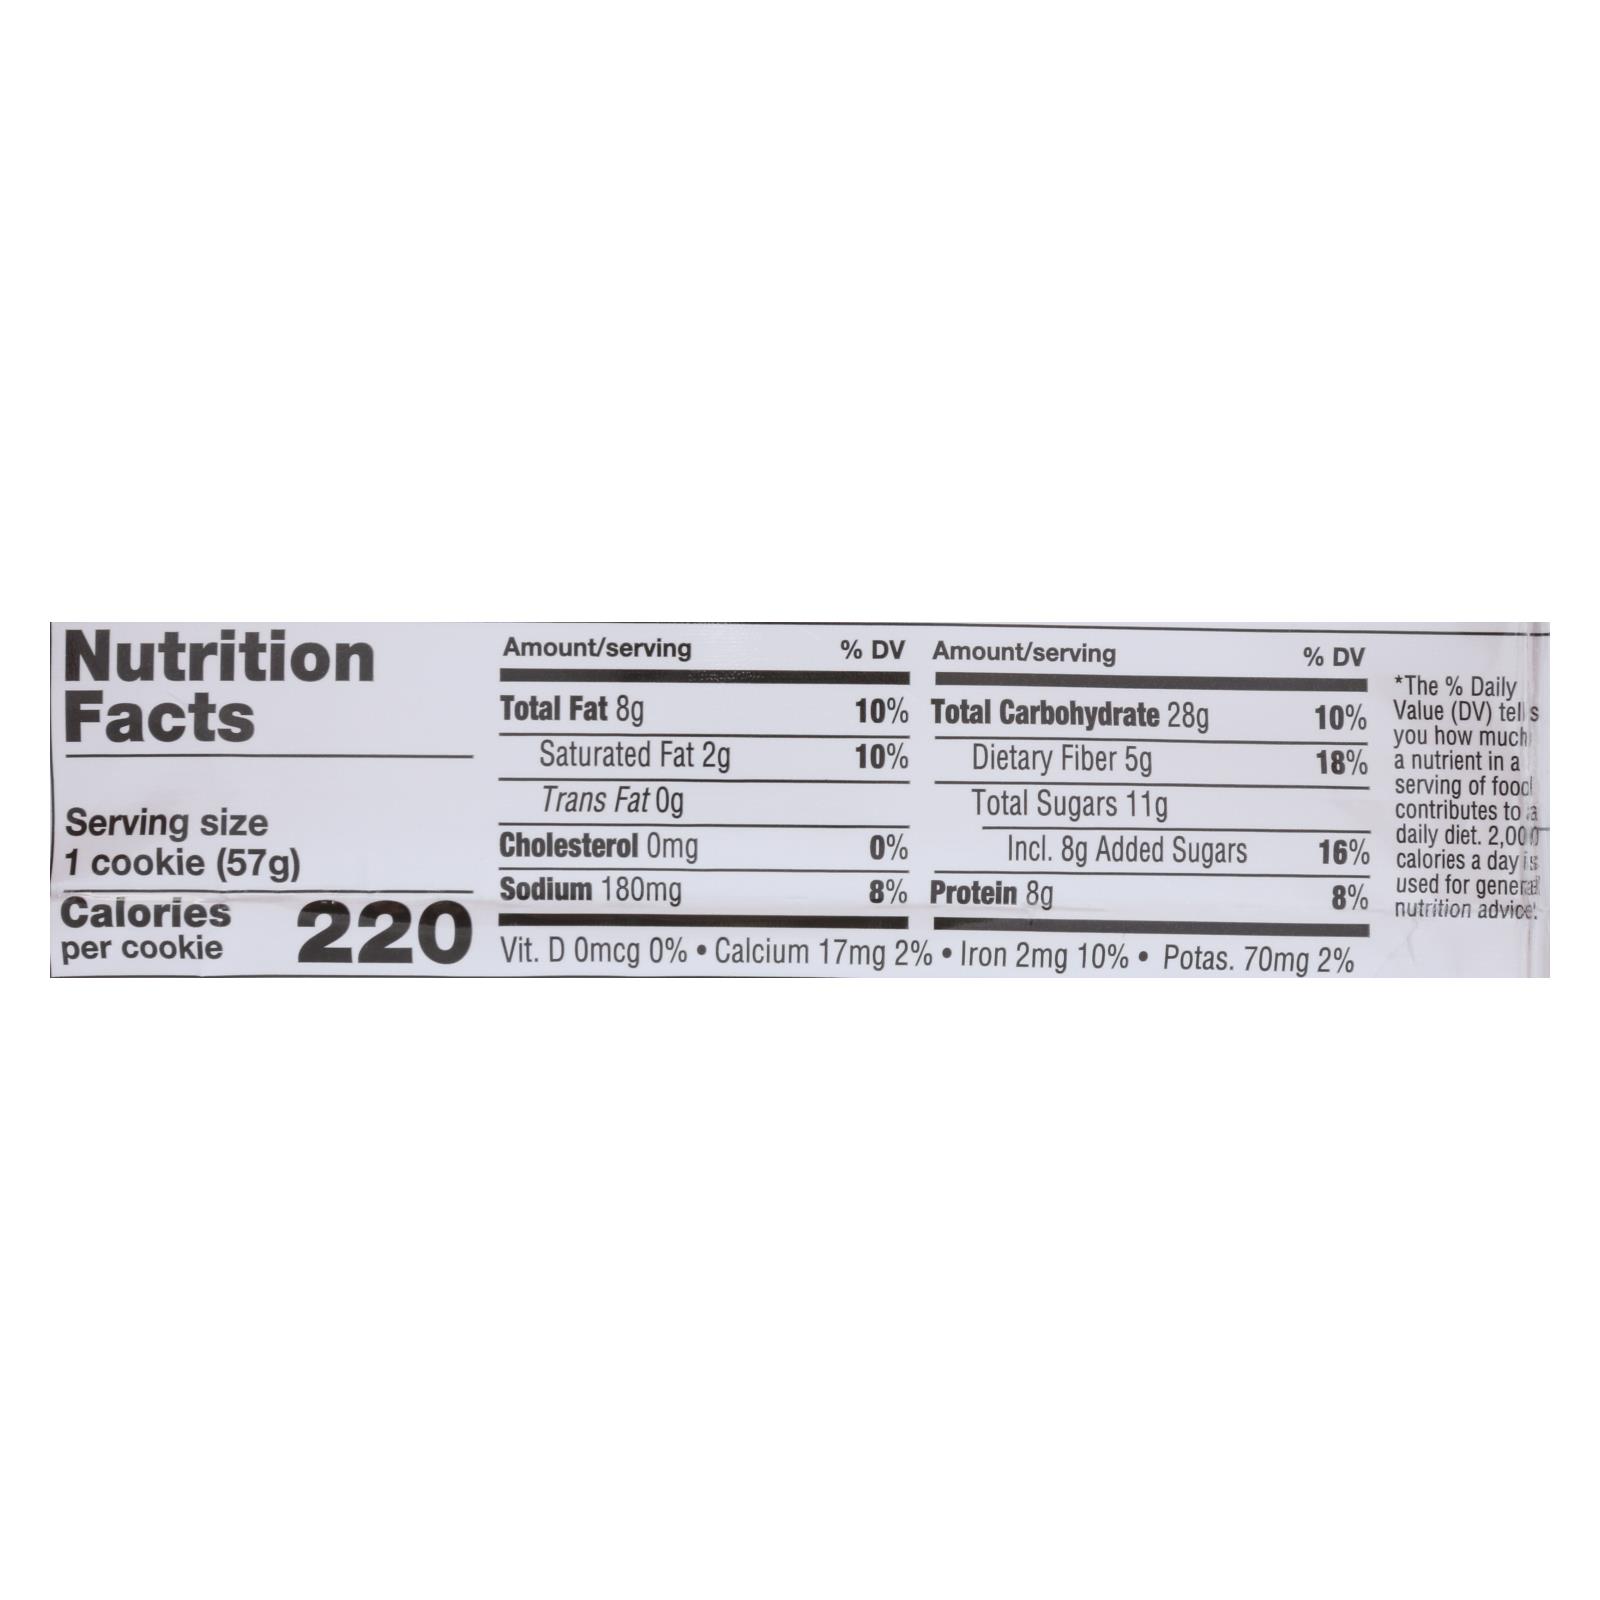 Nutrition
Facts
Serving size
1 cookie (57g)
Calories 220
per cookie
Amount/serving % DV
Total Fat 8g 10%
Saturated Fat 2g 10%
Trans Fat 0g
Cholesterol 0mg 0%
Sodium 180mg 8%
Amount/serving % DV
Total Carbohydrate 28g 10%
Dietary Fiber 5g 18%
Total Sugars 11g
Incl. 8g Added Sugars 16%
Protein 8g 8%
Vit. D 0mcg 0% • Calcium 17mg 2% • Iron 2mg 10% • Potas. 70mg 2%
*The % Daily
Value (DV) tells
you how much
a nutrient in a
serving of food
contributes to a
daily diet. 2,000
calories a day is
used for general
nutrition advice.